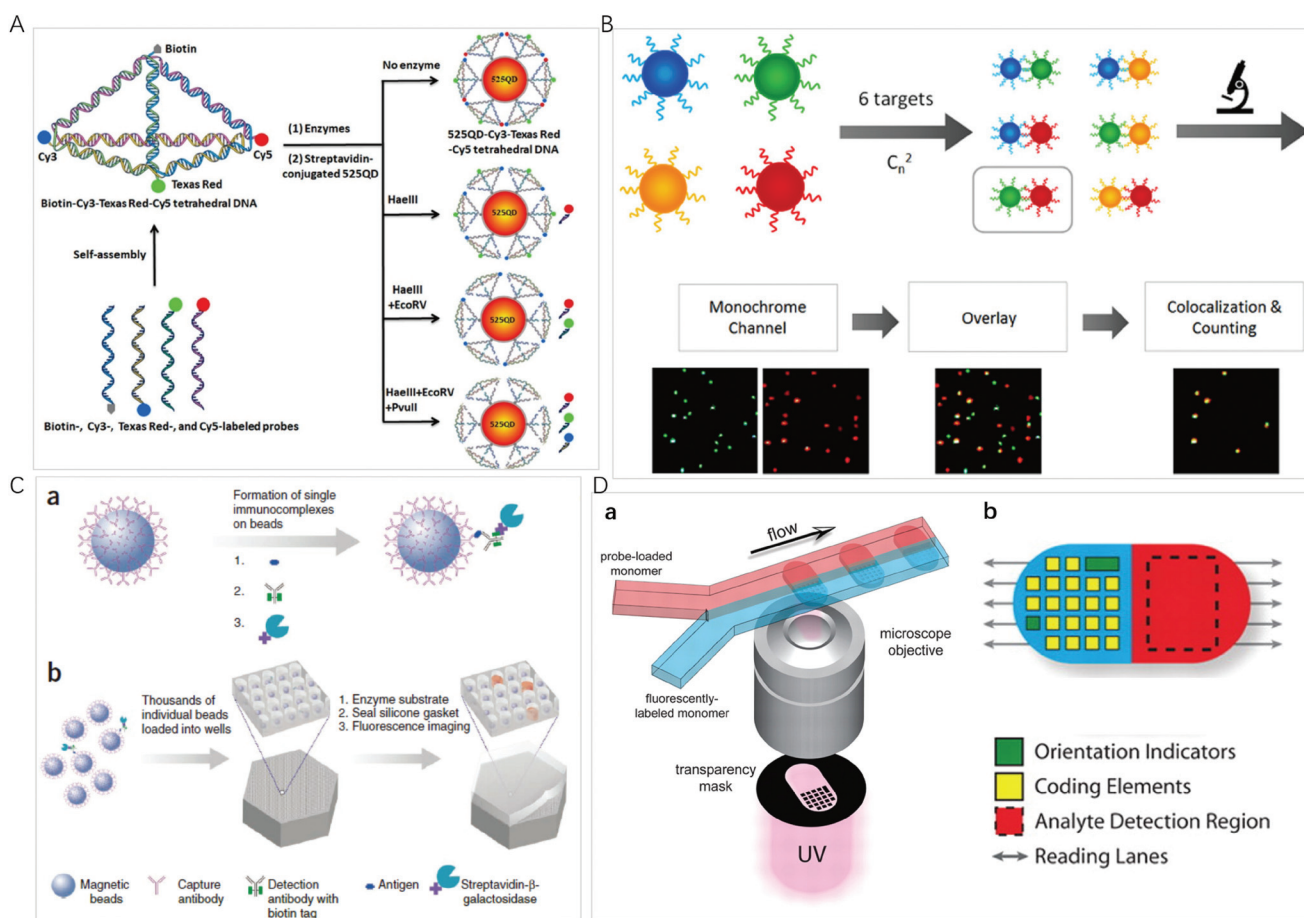 A
Biotin
Cy3
Cy5
Texas Red
Biotin-Cy3-Texas Red-Cy5 tetrahedral DNA
Self-assembly
Biotin-, Cy3-, Texas Red-, and Cy5-labeled probes
(1) Enzymes
(2) Streptavidin-
conjugated 525QD
No enzyme
525QD
525QD-Cy3-Texas Red
-Cy5 tetrahedral DNA
HaeIII
525QD
HaeIII
+EcoRV
525QD
HaeIII+EcoRV
+PvuII
525QD
B
6 targets
Cn2
Monochrome
Channel
Overlay
Colocalization &
Counting
C
a
Formation of single
immunocomplexes
on beads
1.
2.
3.
b
Thousands of
individual beads
loaded into wells
1. Enzyme substrate
2. Seal silicone gasket
3. Fluorescence imaging
Magnetic
beads
Capture
antibody
Detection
antibody with
biotin tag
Antigen
Streptavidin-β-
galactosidase
D
a
flow
probe-loaded
monomer
microscope
objective
fluorescently-
labeled monomer
transparency
mask
UV
b
Orientation Indicators
Coding Elements
Analyte Detection Region
Reading Lanes